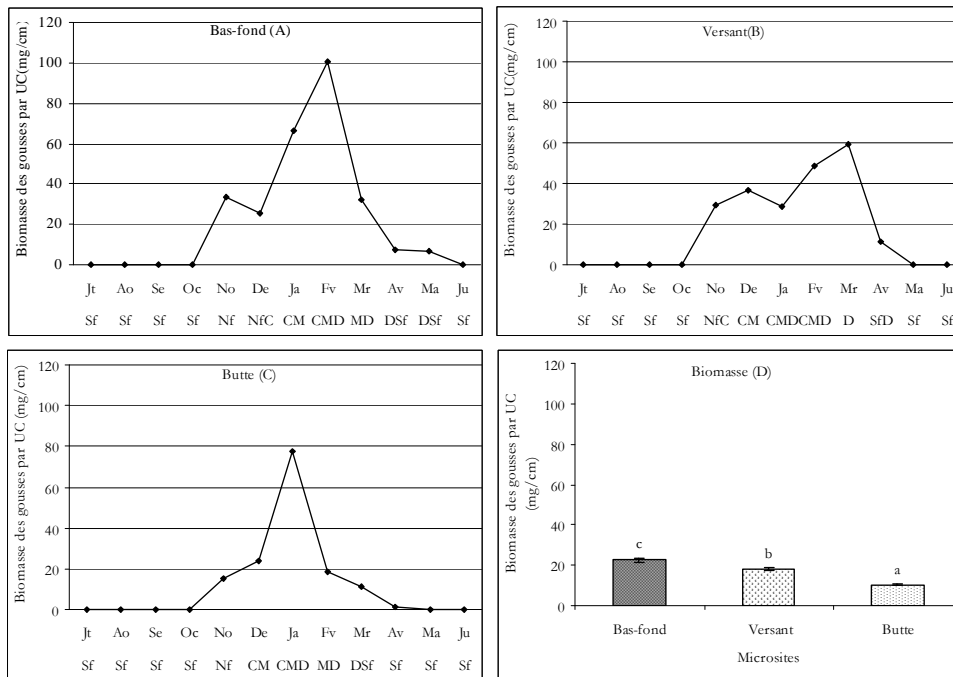 Bas-fond (A)
Biomasse des gousses par UC(mg/cm)
120
100
80
60
40
20
0
Jt Ao Se Oc No De Ja Fv Mr Av Ma Ju
Sf Sf Sf Sf Nf NfC CM CMD MD DSf DSf Sf
Versant(B)
Biomasse des gousses par UC(mg/cm)
120
100
80
60
40
20
0
Jt Ao Se Oc No De Ja Fv Mr Av Ma Ju
Sf Sf Sf Sf NfC CM CMD CMD D SfD Sf Sf
Butte (C)
Biomasse des gousses par UC (mg/cm)
120
100
80
60
40
20
0
Jt Ao Se Oc No De Ja Fv Mr Av Ma Ju
Sf Sf Sf Sf Nf CM CMD MD DSf Sf Sf Sf
Biomasse (D)
Biomasse des gousses par UC
(mg/cm)
120
100
80
60
40
20
0
c
b
a
Bas-fond Versant Butte
Microsites